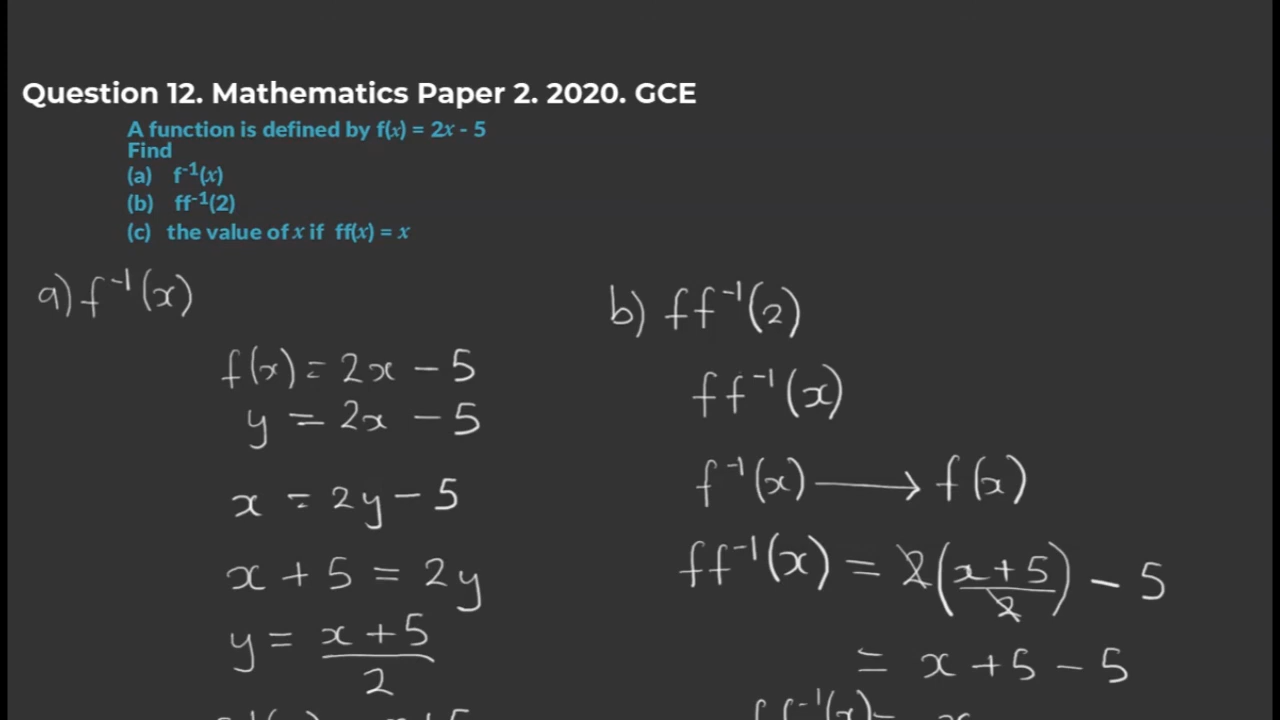 Question 12. Mathematics Paper 2. 2020. GCE
A function is defined by f(x) = 2x - 5
Find
(a) f⁻¹(x)
(b) ff⁻¹(2)
(c) the value of x if ff(x) = x
a) f⁻¹(x)
f(x) = 2x - 5
y = 2x - 5
x = 2y - 5
x + 5 = 2y
y = (x + 5)/2
b) ff⁻¹(2)
ff⁻¹(x)
f⁻¹(x) ⟶ f(x)
ff⁻¹(x) = 2((x + 5)/2) - 5
= x + 5 - 5
ff⁻¹(x) = x